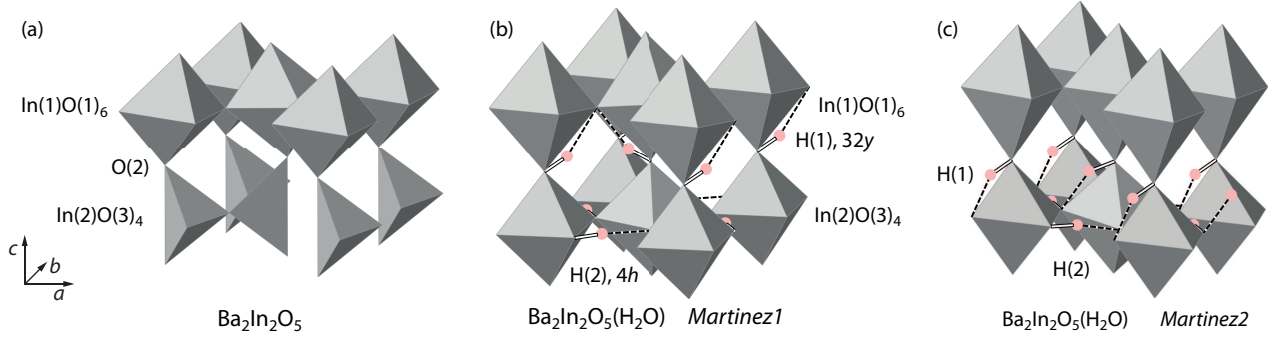 (a)
In(1)O(1)₆
O(2)
In(2)O(3)₄
c
b
a
Ba₂In₂O₅
(b)
In(1)O(1)₆
H(1), 32y
In(2)O(3)₄
H(2), 4h
Ba₂In₂O₅(H₂O) Martinez1
(c)
H(1)
H(2)
Ba₂In₂O₅(H₂O) Martinez2